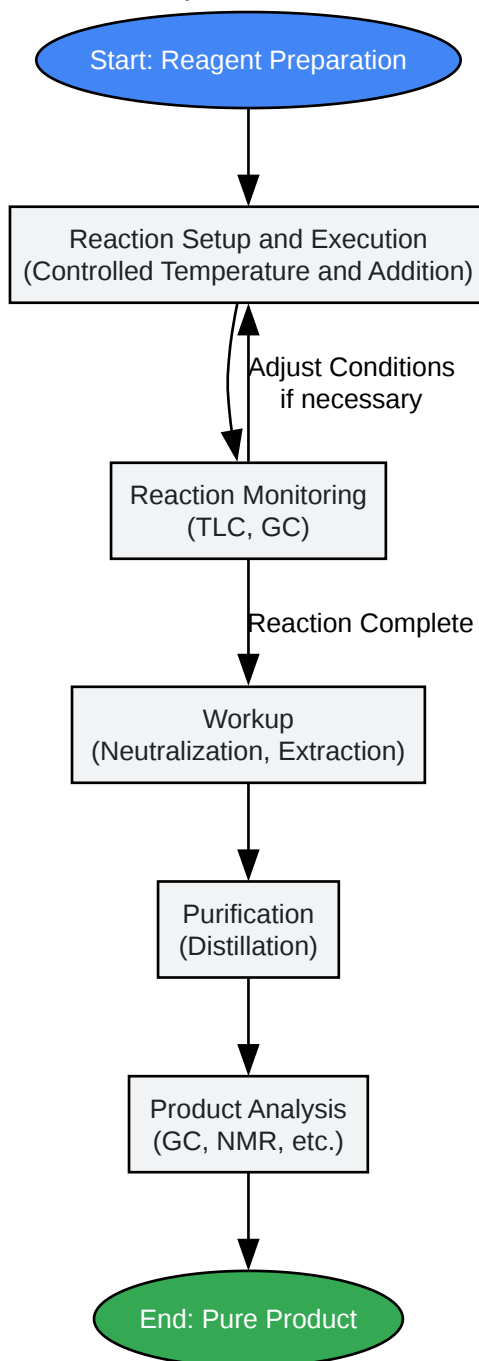 Start: Reagent Preparation
Reaction Setup and Execution
(Controlled Temperature and Addition)
Adjust Conditions
if necessary
Reaction Monitoring
(TLC, GC)
Reaction Complete
Workup
(Neutralization, Extraction)
Purification
(Distillation)
Product Analysis
(GC, NMR, etc.)
End: Pure Product